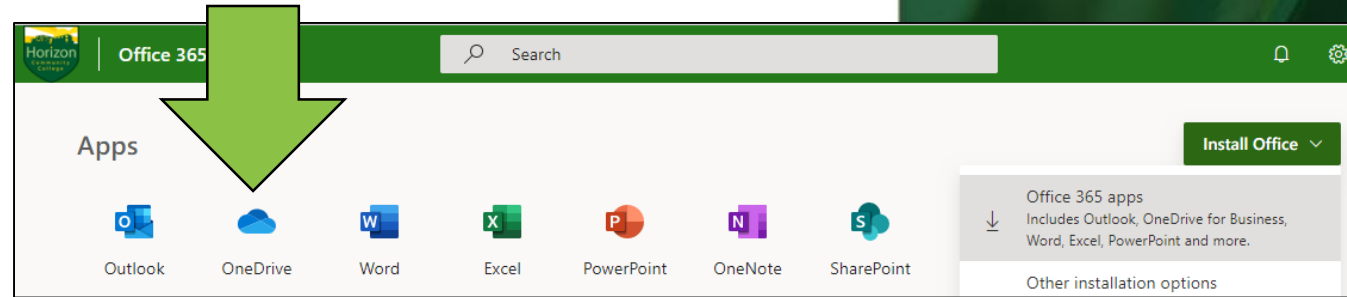 Horizon
Community
College
Office 365
Search
Apps
Install Office
Office 365 apps
Includes Outlook, OneDrive for Business,
Word, Excel, PowerPoint and more.
Other installation options
Outlook OneDrive Word Excel PowerPoint OneNote SharePoint